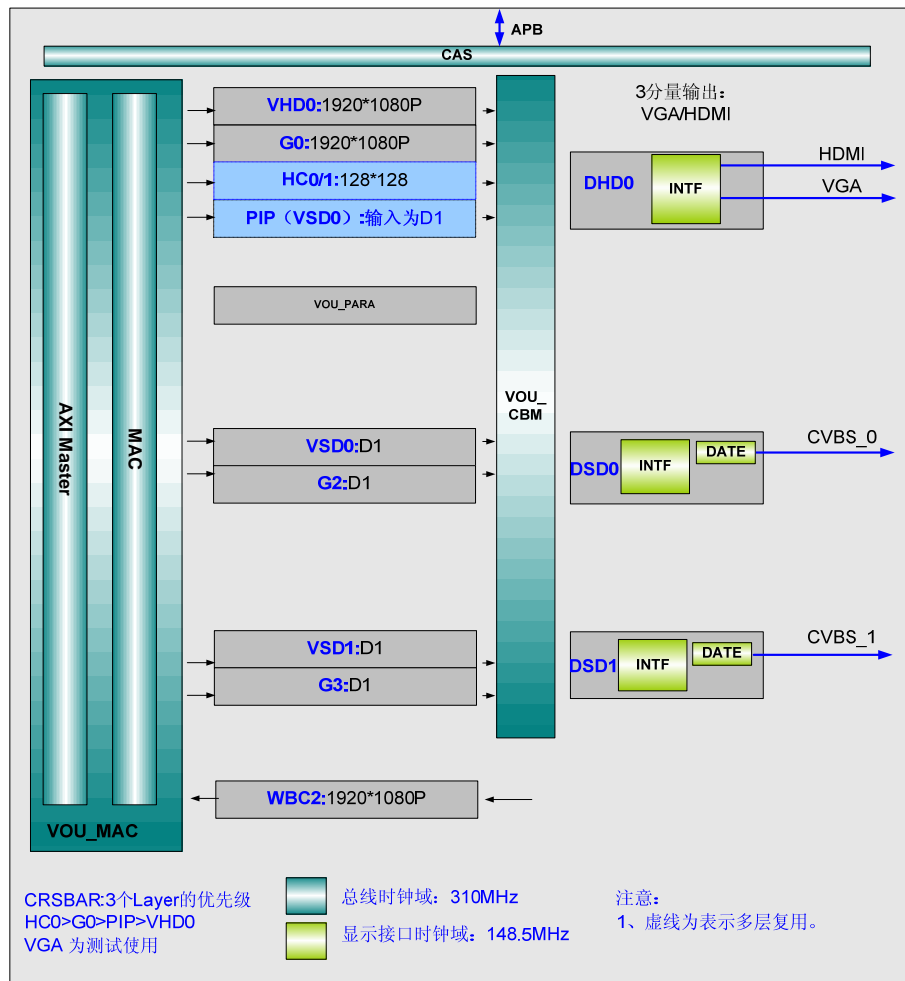 APB
CAS
VHD0:1920*1080P
G0:1920*1080P
HC0/1:128*128
PIP（VSD0）:输入为D1
VOU_PARA
3分量输出：
VGA/HDMI
DHD0
INTF
HDMI
VGA
AXI Master
MAC
VOU_
CBM
VSD0:D1
G2:D1
DSD0
INTF
DATE
CVBS_0
VSD1:D1
G3:D1
DSD1
INTF
DATE
CVBS_1
WBC2:1920*1080P
VOU_MAC
CRSBAR:3个Layer的优先级
HC0>G0>PIP>VHD0
VGA 为测试使用
总线时钟域：310MHz
显示接口时钟域：148.5MHz
注意：
1、虚线为表示多层复用。